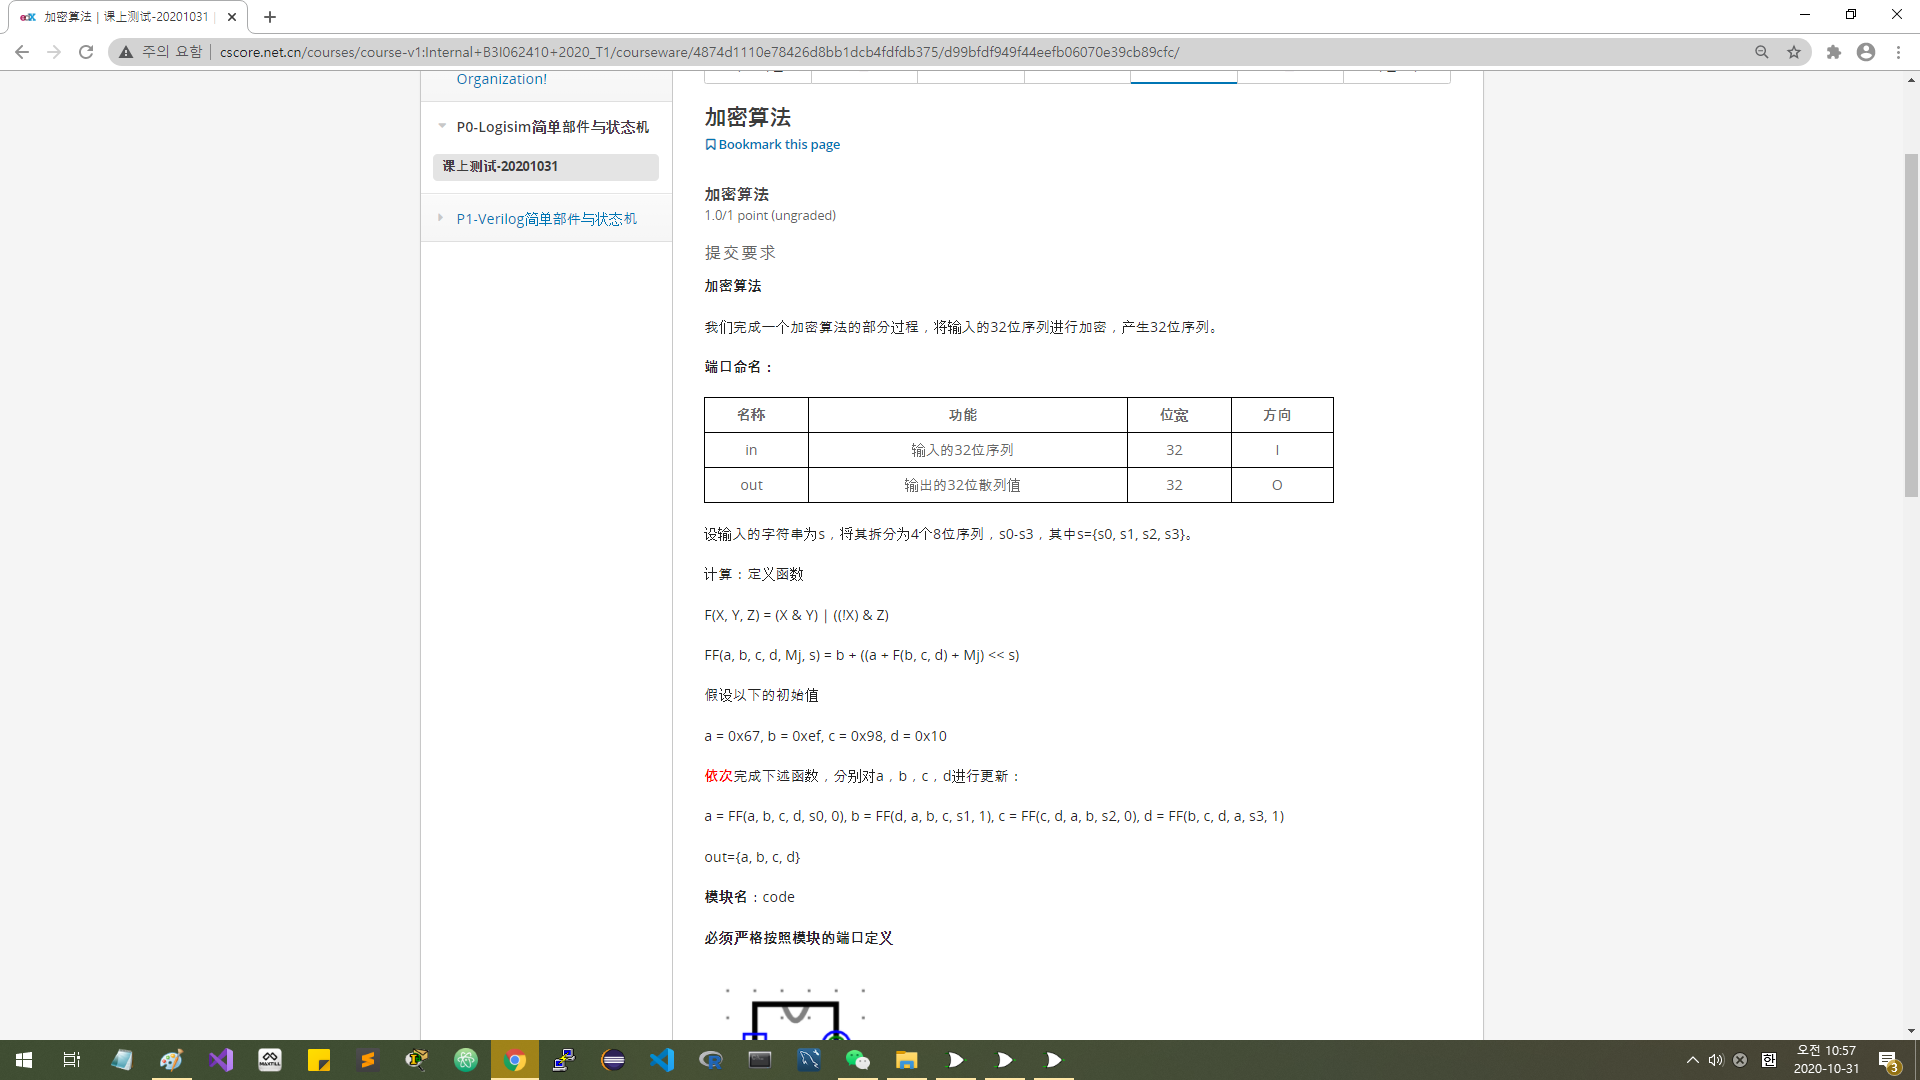 加密算法 | 课上测试-20201031 |
주의 요함
cscore.net.cn/courses/course-v1:Internal+B3I062410+2020_T1/courseware/4874d1110e78426d8bb1dcb4fdfdb375/d99bfdf949f44eefb06070e39cb89cfc/
Organization!
P0-Logisim简单部件与状态机
课上测试-20201031
P1-Verilog简单部件与状态机
加密算法
Bookmark this page
加密算法
1.0/1 point (ungraded)
提交要求
加密算法
我们完成一个加密算法的部分过程，将输入的32位序列进行加密，产生32位序列。
端口命名：
名称 功能 位宽 方向
in 输入的32位序列 32 I
out 输出的32位散列值 32 O
设输入的字符串为s，将其拆分为4个8位序列，s0-s3，其中s={s0, s1, s2, s3}。
计算：定义函数
F(X, Y, Z) = (X & Y) | ((!X) & Z)
FF(a, b, c, d, Mj, s) = b + ((a + F(b, c, d) + Mj) << s)
假设以下的初始值
a = 0x67, b = 0xef, c = 0x98, d = 0x10
依次完成下述函数，分别对a，b，c，d进行更新：
a = FF(a, b, c, d, s0, 0), b = FF(d, a, b, c, s1, 1), c = FF(c, d, a, b, s2, 0), d = FF(b, c, d, a, s3, 1)
out={a, b, c, d}
模块名：code
必须严格按照模块的端口定义
오전 10:57
2020-10-31
3